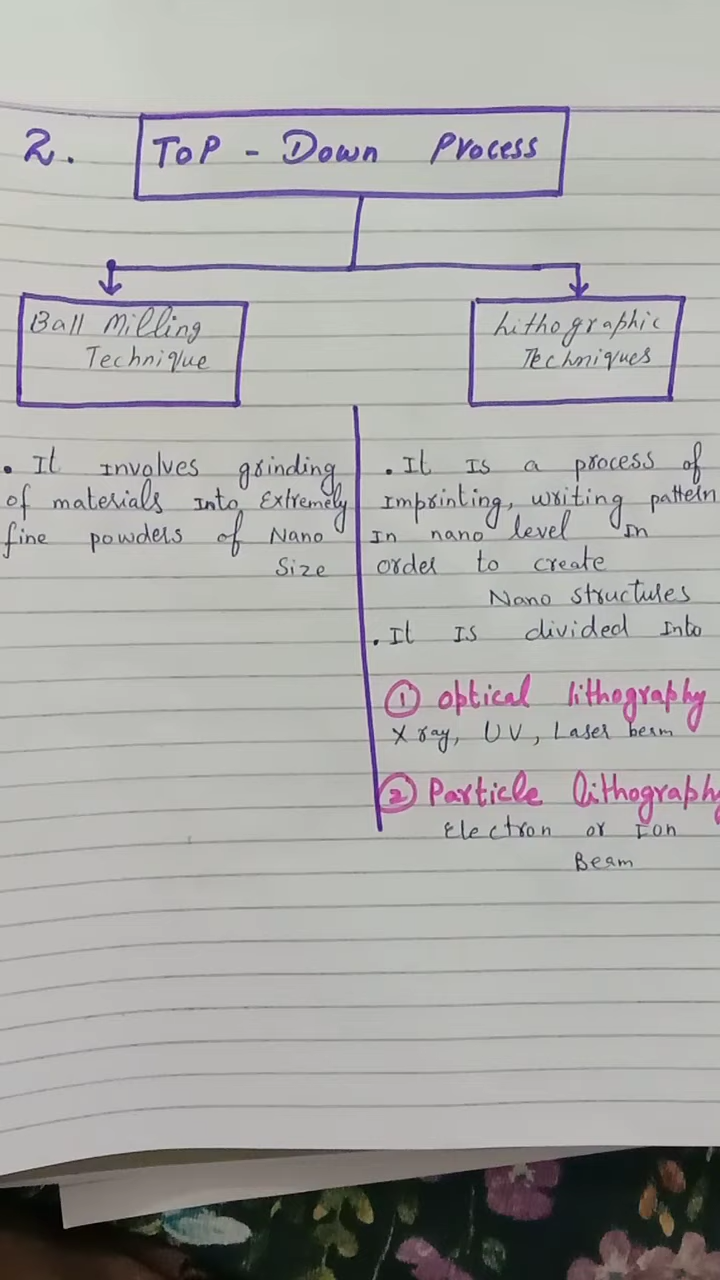 2. TOP - Down Process
Ball Milling
Technique
Lithographic
Techniques
. It involves grinding
of materials into Extremely
fine powders of Nano
Size
. It is a process of
Imprinting, writing pattern
In nano level In
order to create
Nano structures
. It Is divided Into
① optical lithography
X ray, UV, Laser beam
② Particle lithography
Electron or Ion
Beam